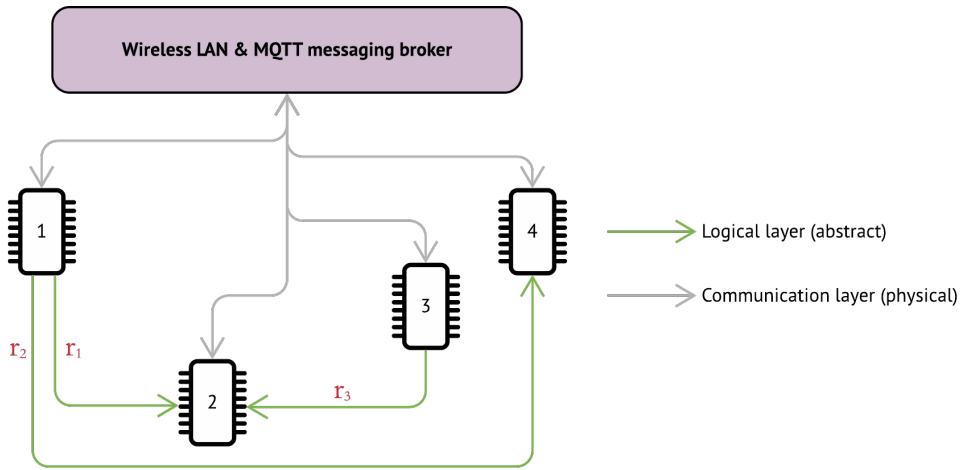 Wireless LAN & MQTT messaging broker
1
4
Logical layer (abstract)
3
Communication layer (physical)
r₂
r₁
r₃
2